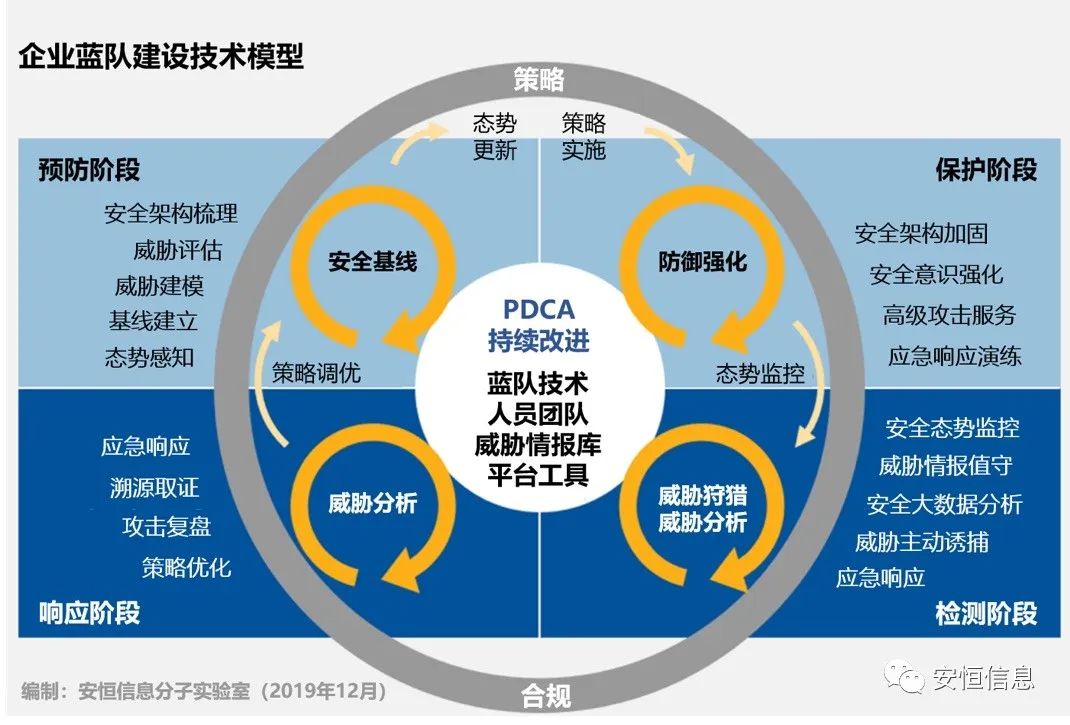 企业蓝队建设技术模型
策略
态势
更新
策略
实施
预防阶段
安全架构梳理
威胁评估
威胁建模
基线建立
态势感知
安全基线
防御强化
保护阶段
安全架构加固
安全意识强化
高级攻击服务
应急响应演练
策略调优
态势监控
PDCA
持续改进
蓝队技术
人员团队
威胁情报库
平台工具
应急响应
溯源取证
攻击复盘
策略优化
响应阶段
威胁分析
威胁狩猎
威胁分析
安全态势监控
威胁情报值守
安全大数据分析
威胁主动诱捕
应急响应
检测阶段
合规
编制：安恒信息分子实验室（2019年12月）
安恒信息